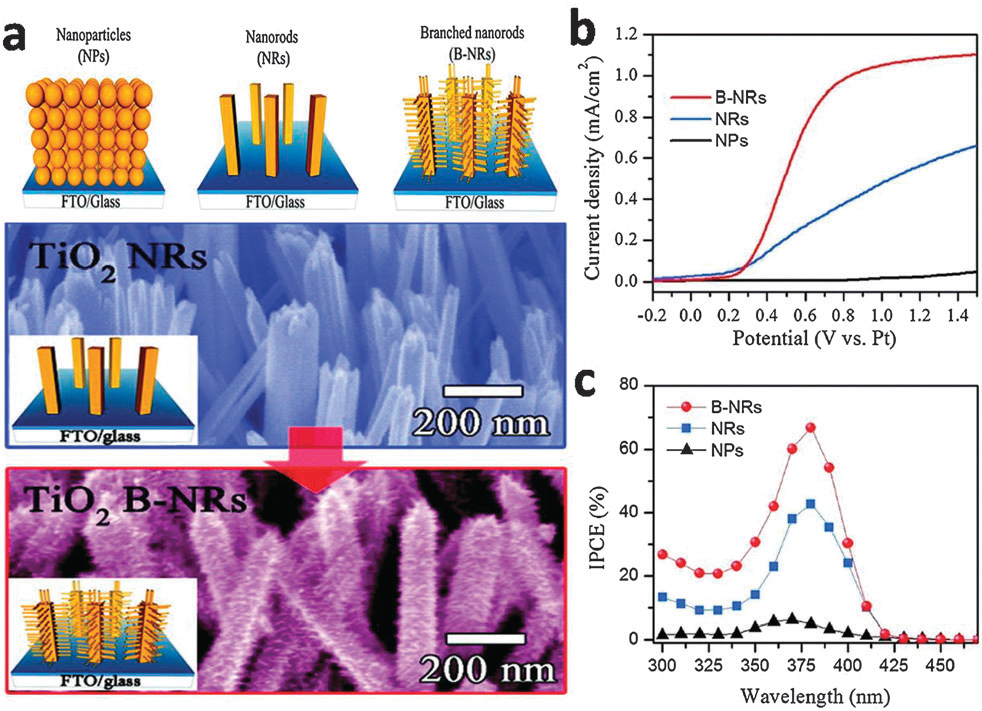 a
Nanoparticles
(NPs)
Nanorods
(NRs)
Branched nanorods
(B-NRs)
FTO/Glass
FTO/Glass
FTO/Glass
TiO2 NRs
FTO/glass
200 nm
TiO2 B-NRs
FTO/glass
200 nm
b
Current density (mA/cm²)
1.2
1.0
0.8
0.6
0.4
0.2
0.0
B-NRs
NRs
NPs
-0.2 0.0 0.2 0.4 0.6 0.8 1.0 1.2 1.4
Potential (V vs. Pt)
c
IPCE (%)
80
60
40
20
0
B-NRs
NRs
NPs
300 325 350 375 400 425 450
Wavelength (nm)